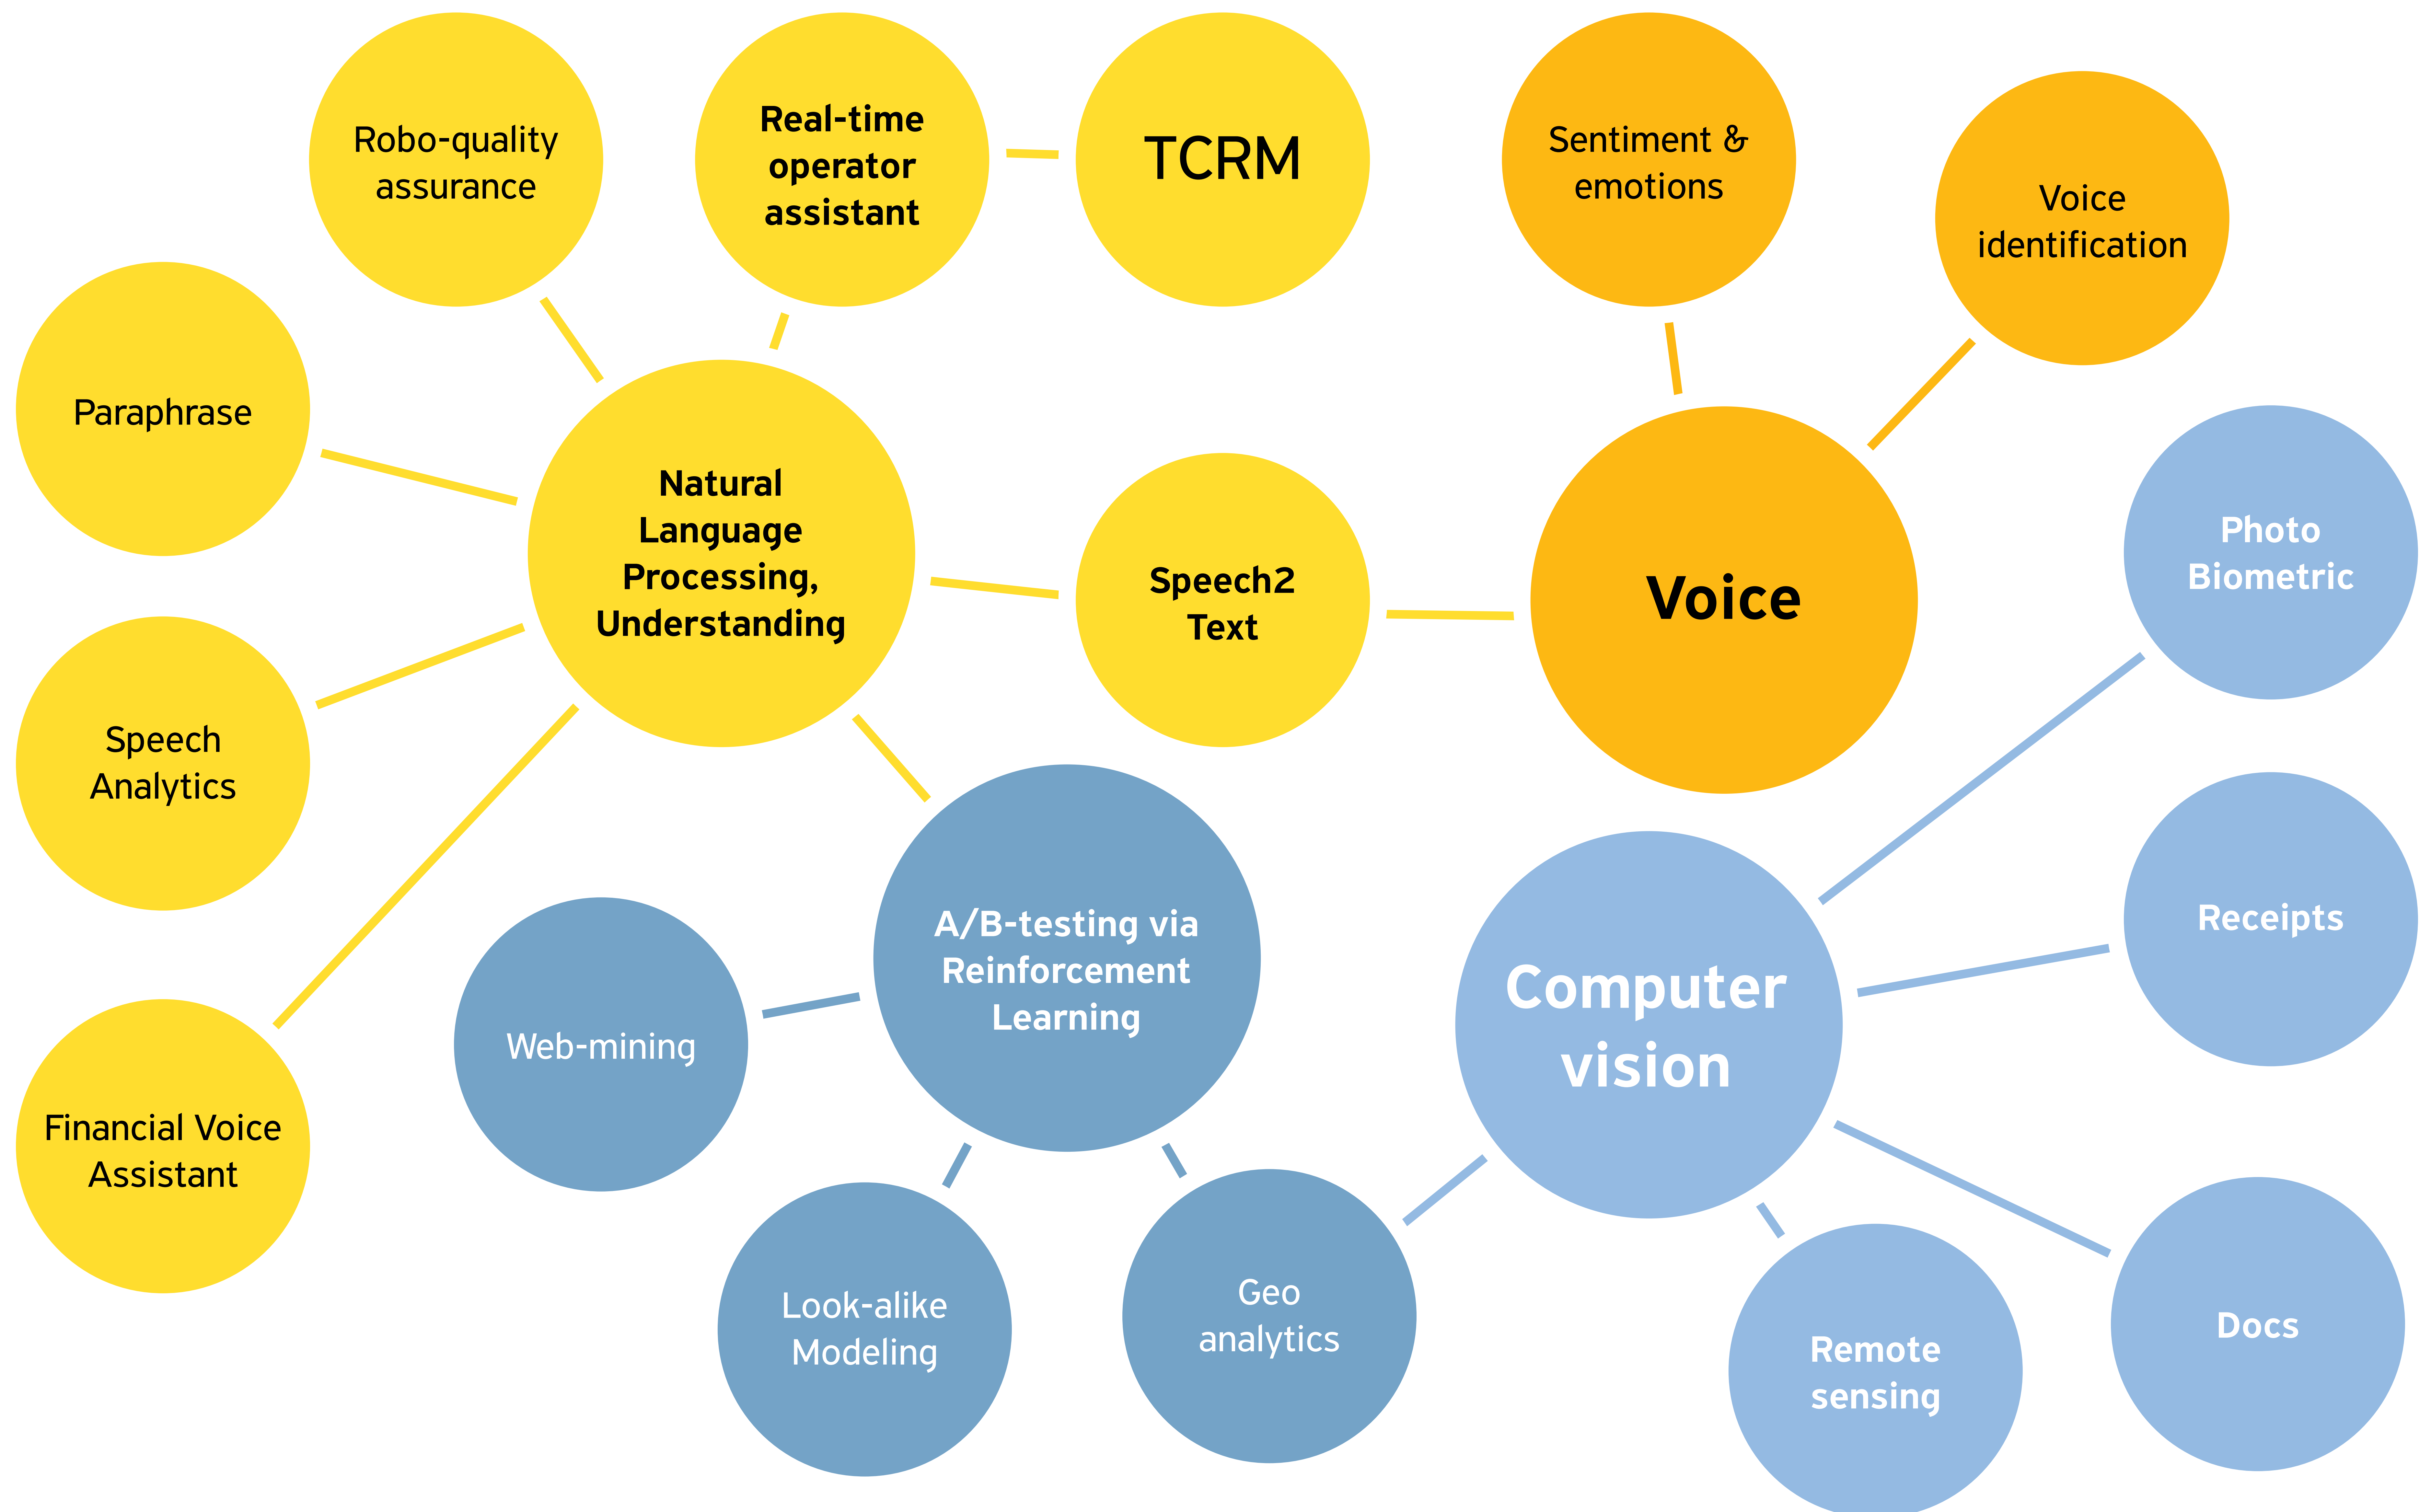 Robo-quality
assurance
Real-time
operator
assistant
TCRM
Sentiment &
emotions
Voice
identification
Paraphrase
Natural
Language
Processing,
Understanding
Speech2
Text
Voice
Photo
Biometric
Speech
Analytics
A/B-testing via
Reinforcement
Learning
Computer
vision
Receipts
Financial Voice
Assistant
Web-mining
Look-alike
Modeling
Geo
analytics
Remote
sensing
Docs